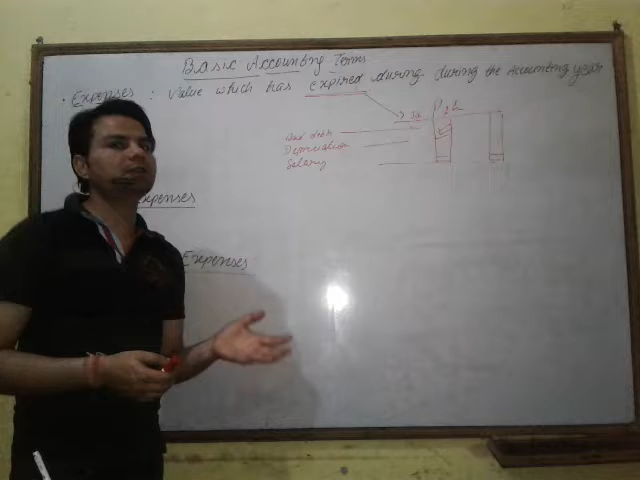 Basic Accounting Terms
• Expenses : Value which has expired during during the Accounting year
P & L
Bad debts
Depreciation
Salary
Expenses
Expenses